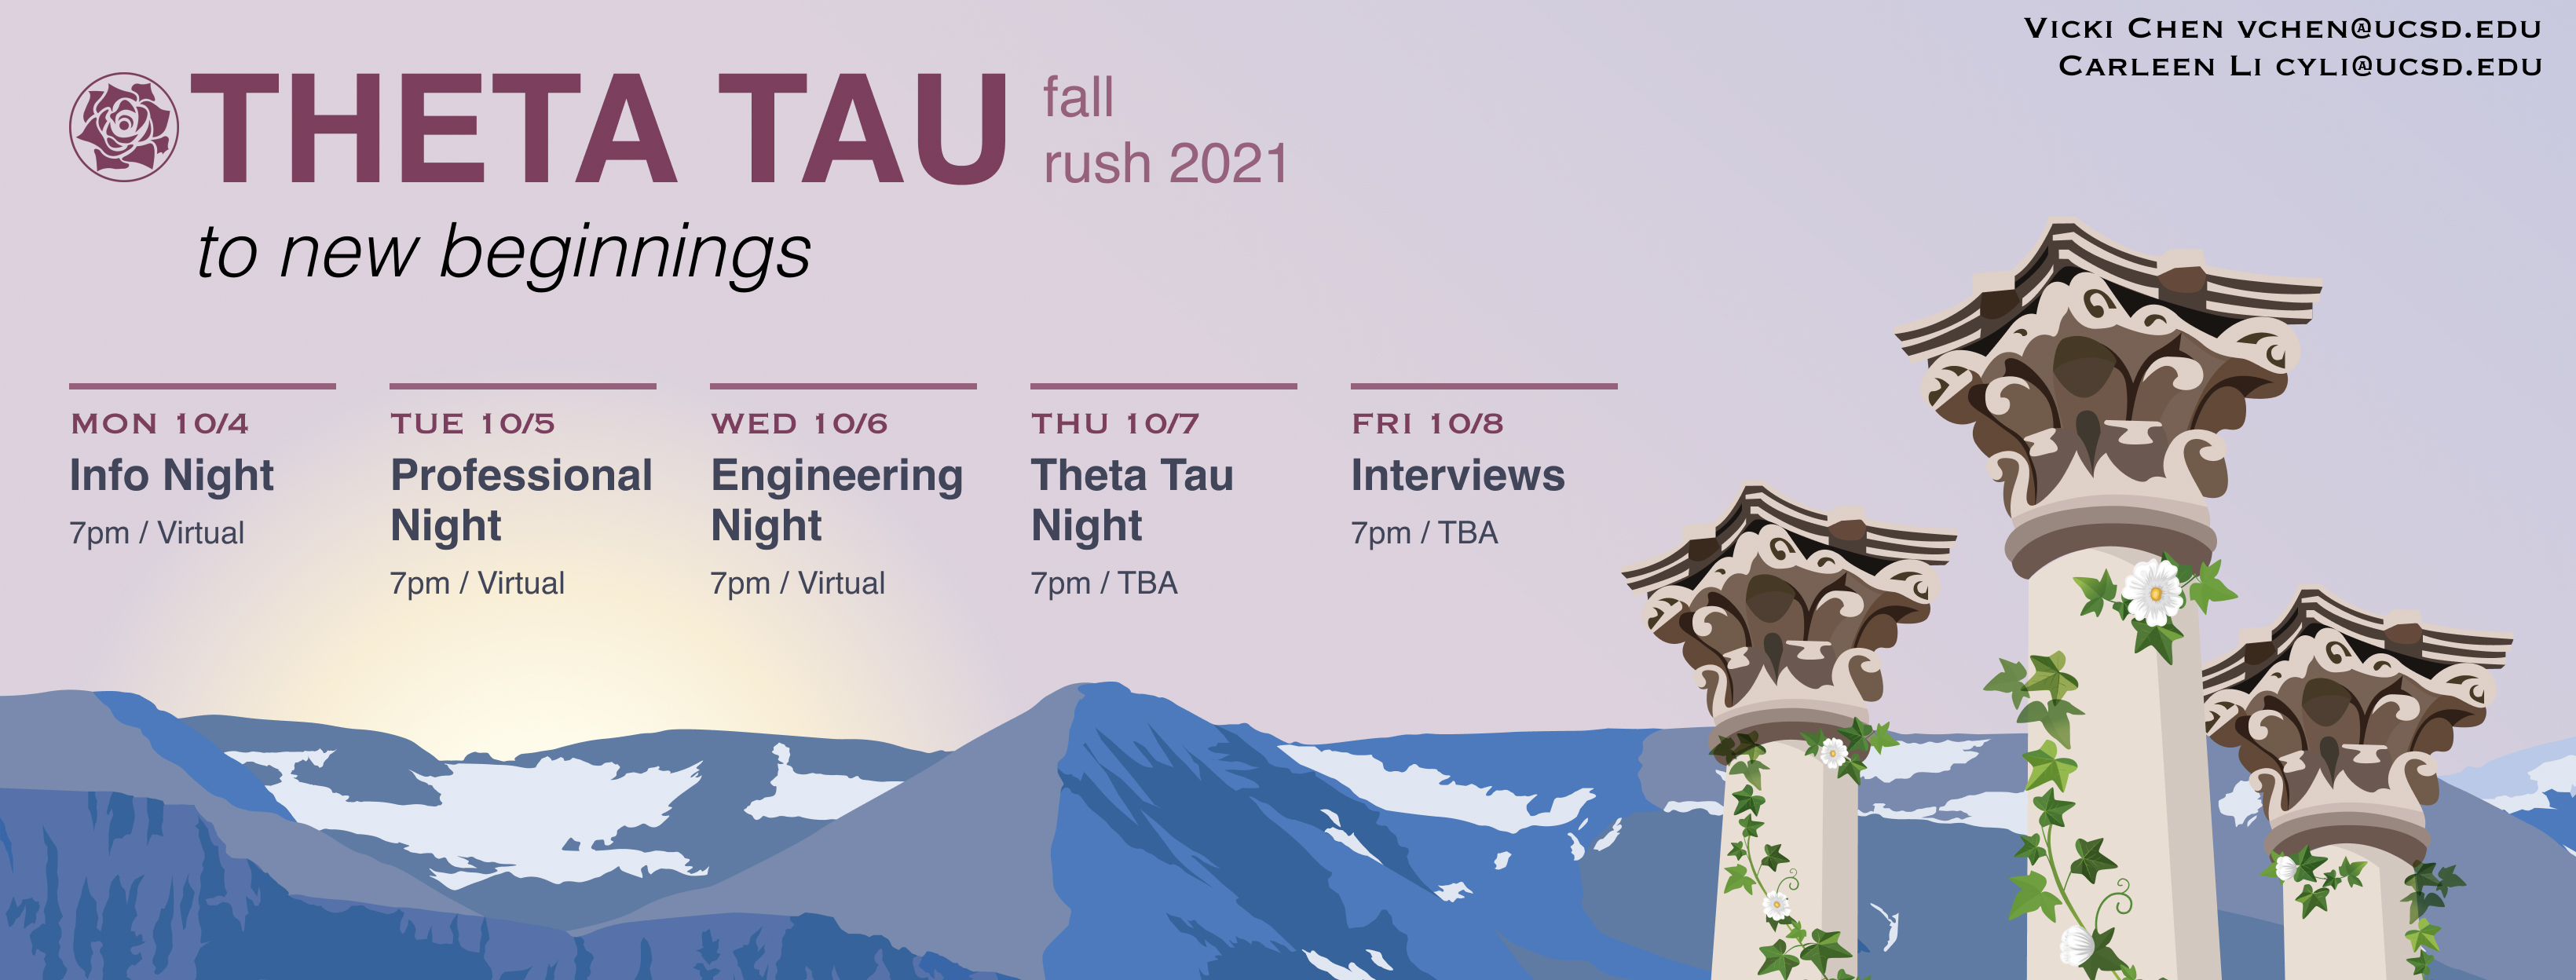 Vicki Chen vchen@ucsd.edu
Carleen Li cyli@ucsd.edu
THETA TAU
fall
rush 2021
to new beginnings
MON 10/4
Info Night
7pm / Virtual
TUE 10/5
Professional
Night
7pm / Virtual
WED 10/6
Engineering
Night
7pm / Virtual
THU 10/7
Theta Tau
Night
7pm / TBA
FRI 10/8
Interviews
7pm / TBA